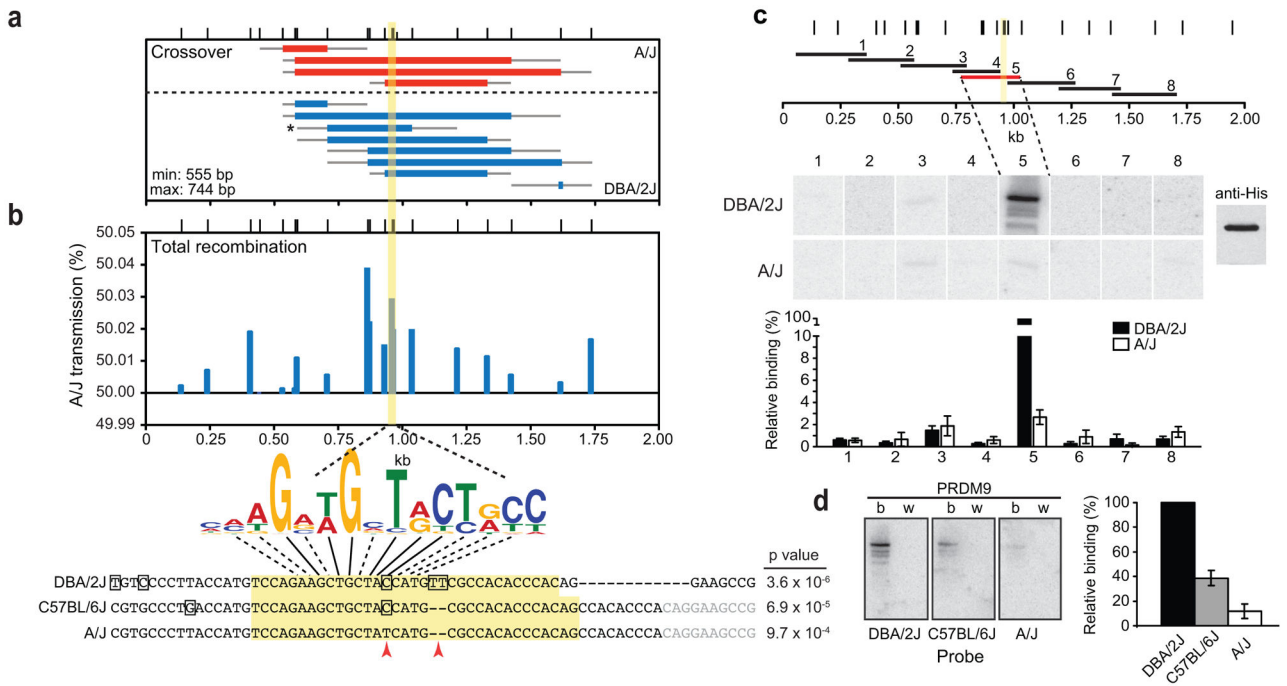 a
Crossover
A/J
*
min: 555 bp
max: 744 bp
DBA/2J
b
Total recombination
A/J transmission (%)
50.05
50.03
50.02
50.01
50.00
49.99
0 0.25 0.50 0.75 1.00 1.25 1.50 1.75 2.00
kb
p value
DBA/2J TGTCCCTTACCATGTCCAGAAGCTGCTACCATGTTCGCCACACCCACAG-----------GAAGCCG 3.6 x 10-6
C57BL/6J CGTGCCCTGACCATGTCCAGAAGCTGCTACCATG--CGCCACACCCACAGCCACACCCACAGGAAGCCG 6.9 x 10-5
A/J CGTGCCCTTACCATGTCCAGAAGCTGCTATCATG--CGCCACACCCACAGCCACACCCACAGGAAGCCG 9.7 x 10-4
c
1 2 3 4 5 6 7 8
0 0.25 0.50 0.75 1.00 1.25 1.50 1.75 2.00
kb
1 2 3 4 5 6 7 8
DBA/2J
A/J
anti-His
Relative binding (%)
100
10
8
6
4
2
0
DBA/2J
A/J
1 2 3 4 5 6 7 8
d
PRDM9
b w b w b w
DBA/2J C57BL/6J A/J
Probe
Relative binding (%)
100
80
60
40
20
0
DBA/2J
C57BL/6J
A/J